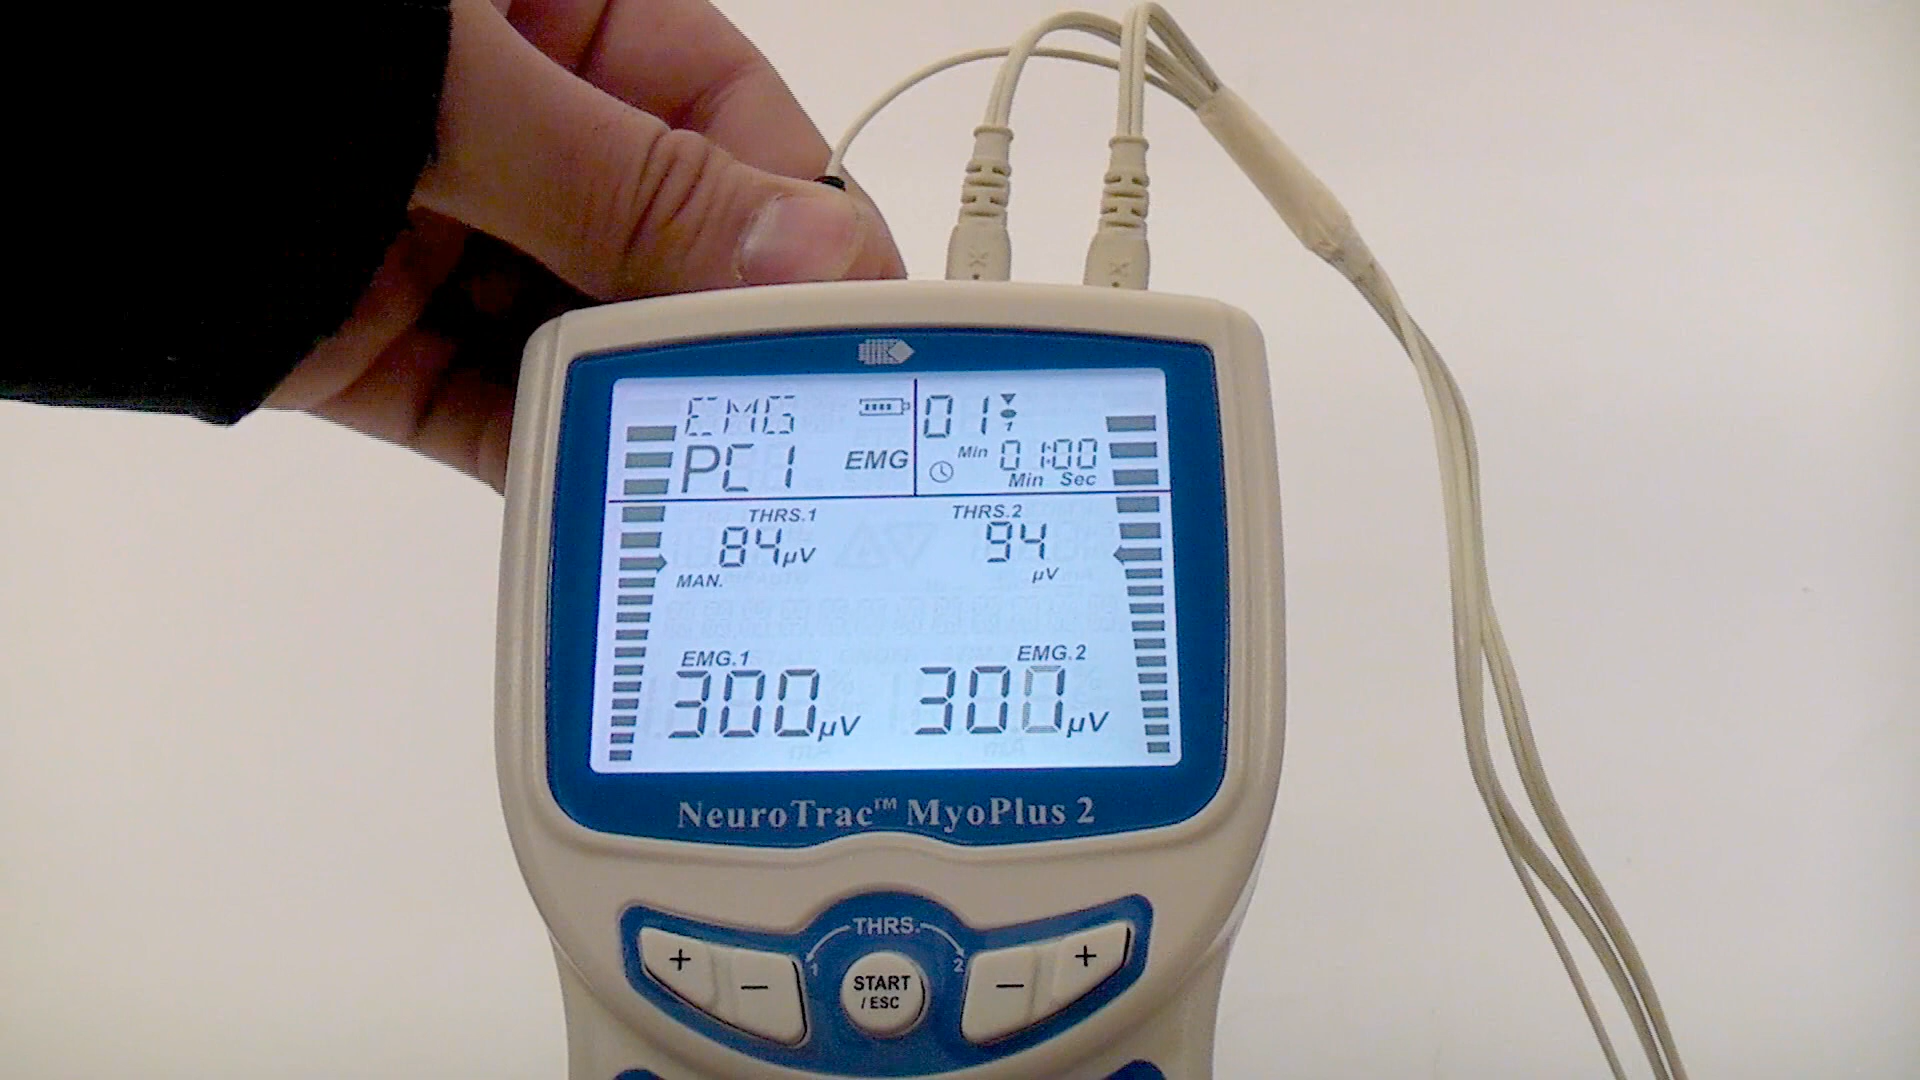 EMG
PC1 EMG
01 1
Min 01:00
Min Sec
THRS.1 THRS.2
84µV 94
MAN. µV
EMG.1 EMG.2
300µV 300µV
NeuroTrac™ MyoPlus 2
THRS.
+ − 1 2 − +
START
/ ESC